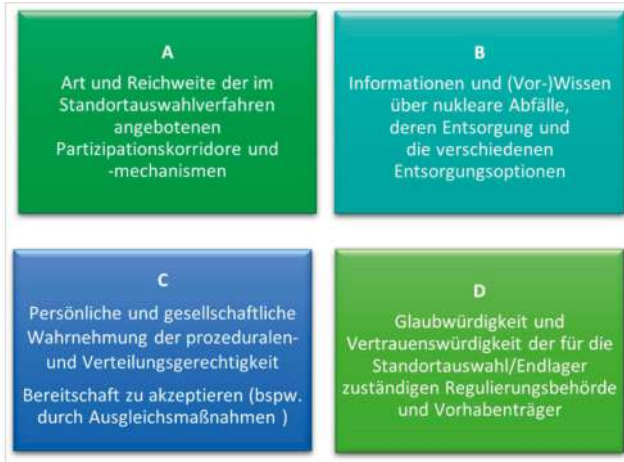 A
Art und Reichweite der im
Standortauswahlverfahren
angebotenen
Partizipationskorridore und
-mechanismen
B
Informationen und (Vor-)Wissen
über nukleare Abfälle,
deren Entsorgung und
die verschiedenen
Entsorgungsoptionen
C
Persönliche und gesellschaftliche
Wahrnehmung der prozeduralen-
und Verteilungsgerechtigkeit
Bereitschaft zu akzeptieren (bspw.
durch Ausgleichsmaßnahmen )
D
Glaubwürdigkeit und
Vertrauenswürdigkeit der für die
Standortauswahl/Endlager
zuständigen Regulierungsbehörde
und Vorhabenträger